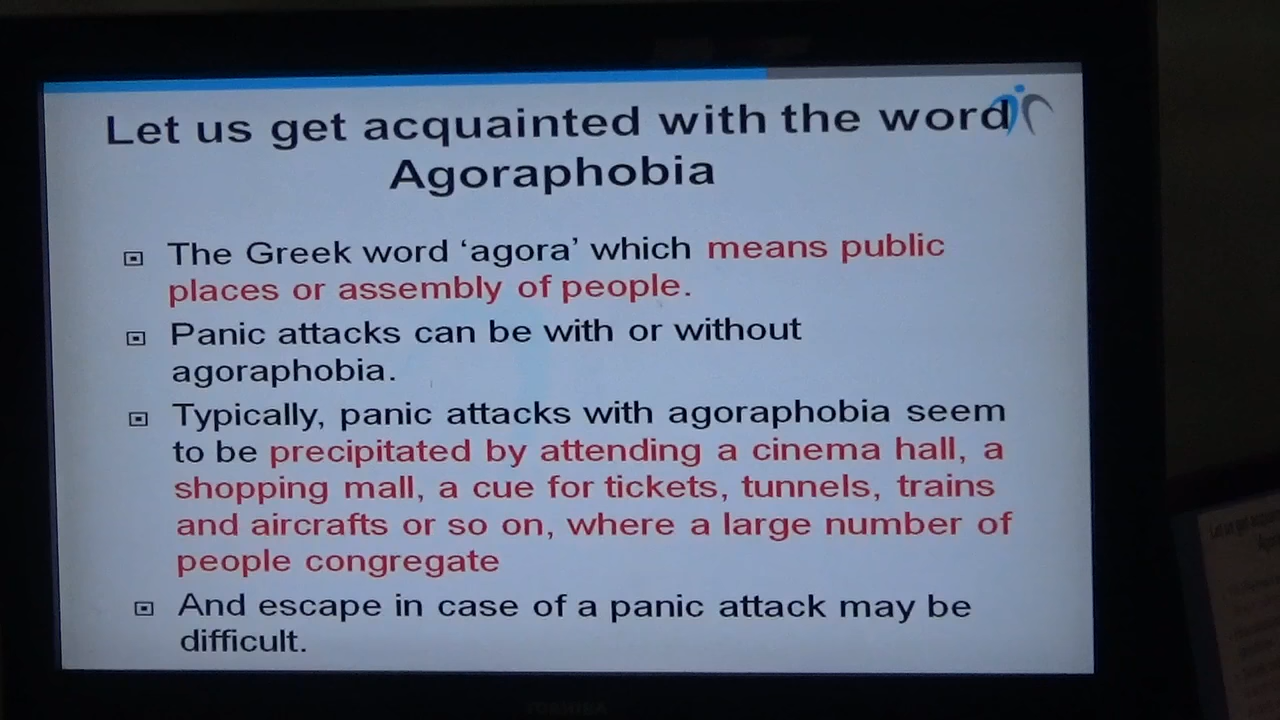 Let us get acquainted with the word
Agoraphobia
The Greek word ‘agora’ which means public
places or assembly of people.
Panic attacks can be with or without
agoraphobia.
Typically, panic attacks with agoraphobia seem
to be precipitated by attending a cinema hall, a
shopping mall, a cue for tickets, tunnels, trains
and aircrafts or so on, where a large number of
people congregate
And escape in case of a panic attack may be
difficult.
TOSHIBA